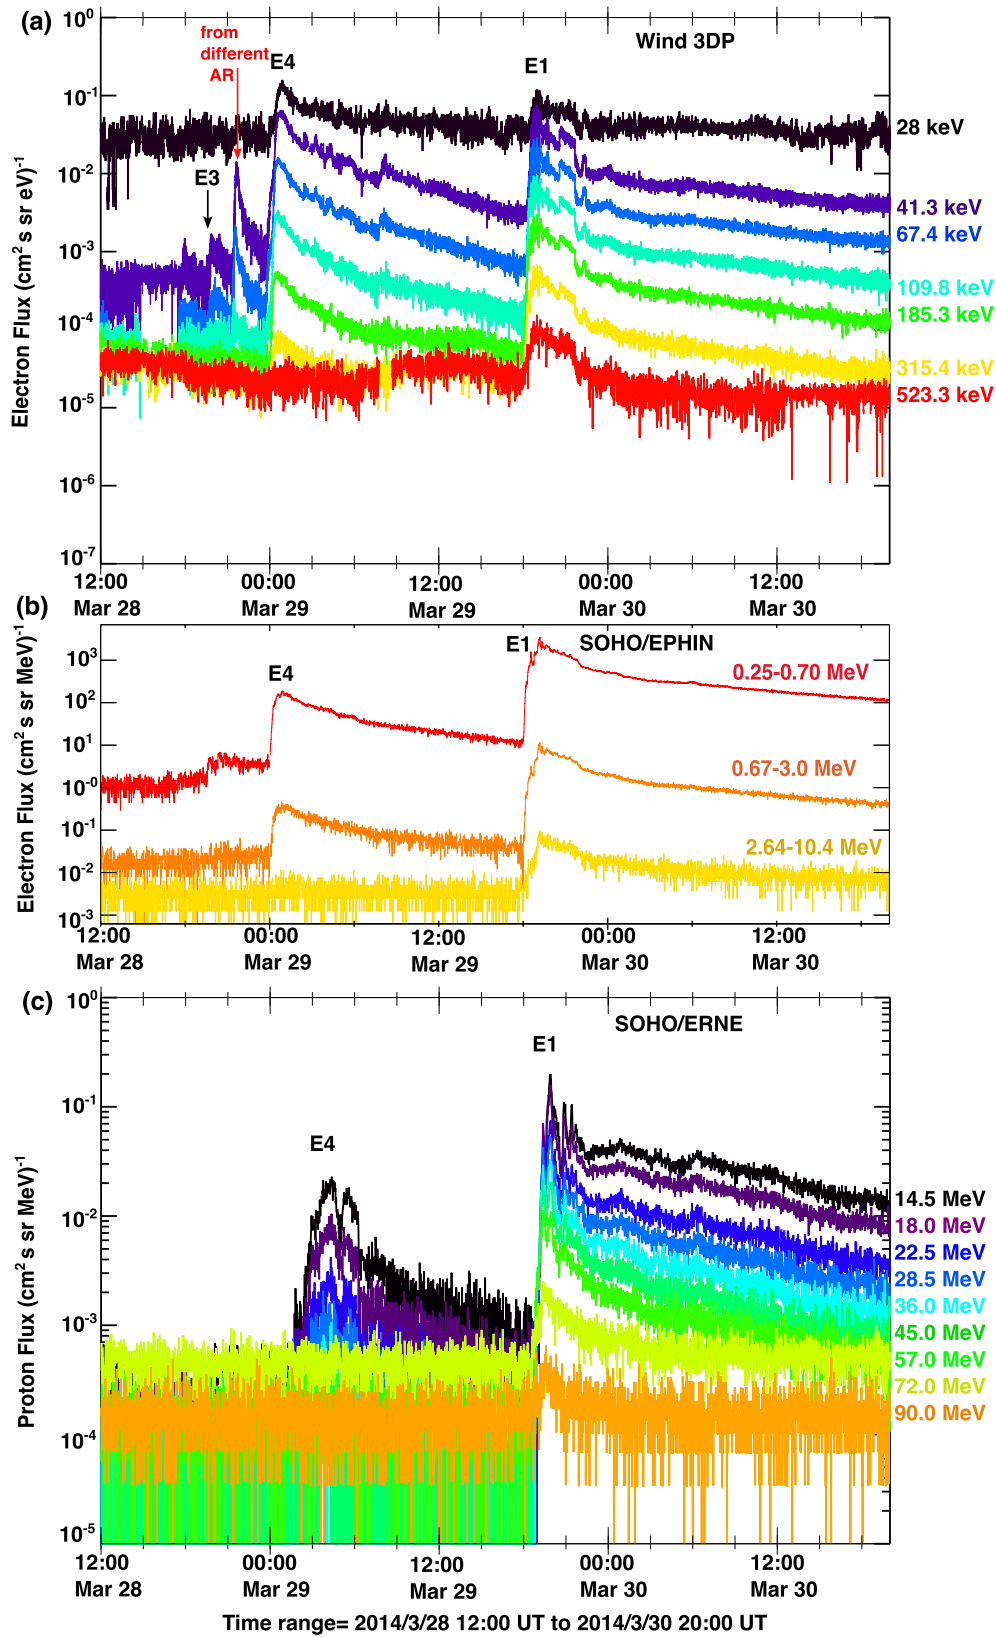 (a)
Wind 3DP
from
different
AR
E4
E1
E3
Electron Flux (cm² s sr eV)⁻¹
10⁰
10⁻¹
10⁻²
10⁻³
10⁻⁴
10⁻⁵
10⁻⁶
10⁻⁷
28 keV
41.3 keV
67.4 keV
109.8 keV
185.3 keV
315.4 keV
523.3 keV
12:00 00:00 12:00 00:00 12:00
Mar 28 Mar 29 Mar 29 Mar 30 Mar 30
(b)
E1 SOHO/EPHIN
E4
Electron Flux (cm² s sr MeV)⁻¹
10³
10²
10¹
10⁻⁰
10⁻¹
10⁻²
10⁻³
0.25-0.70 MeV
0.67-3.0 MeV
2.64-10.4 MeV
12:00 00:00 12:00 00:00 12:00
Mar 28 Mar 29 Mar 29 Mar 30 Mar 30
(c)
SOHO/ERNE
E1
E4
Proton Flux (cm² s sr MeV)⁻¹
10⁰
10⁻¹
10⁻²
10⁻³
10⁻⁴
10⁻⁵
14.5 MeV
18.0 MeV
22.5 MeV
28.5 MeV
36.0 MeV
45.0 MeV
57.0 MeV
72.0 MeV
90.0 MeV
12:00 00:00 12:00 00:00 12:00
Mar 28 Mar 29 Mar 29 Mar 30 Mar 30
Time range= 2014/3/28 12:00 UT to 2014/3/30 20:00 UT